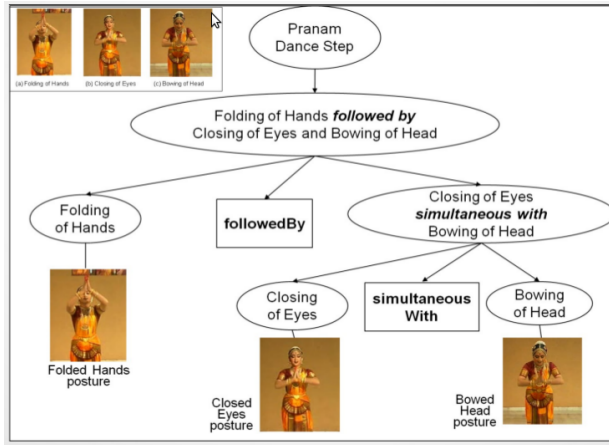 (a) Folding of Hands
(b) Closing of Eyes
(c) Bowing of Head
Pranam
Dance Step
Folding of Hands followed by
Closing of Eyes and Bowing of Head
Folding
of Hands
followedBy
Closing of Eyes
simultaneous with
Bowing of Head
Closing
of Eyes
simultaneous
With
Bowing
of Head
Folded Hands
posture
Closed
Eyes
posture
Bowed
Head
posture